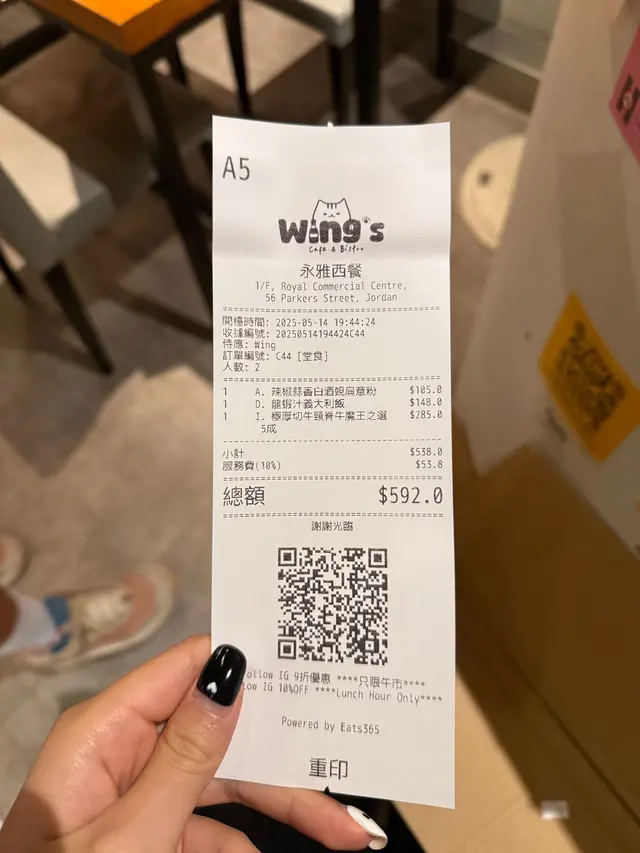 A5
Wing's
Cafe & Bistro
永雅西餐
1/F, Royal Commercial Centre,
56 Parkers Street, Jordan
開檯時間: 2025-05-14 19:44:24
收據編號: 20250514194424C44
侍應: Wing
訂單編號: C44 [堂食]
人數: 2
1 A. 辣椒蒜香白酒蜆肩意粉 $105.0
1 D. 龍蝦汁義大利飯 $148.0
1 I. 極厚切牛頸脊牛魔王之選 $285.0
5成
小計 $538.0
服務費(10%) $53.8
總額 $592.0
謝謝光臨
ollow IG 9折優惠 ****只限午市****
low IG 10%OFF ****Lunch Hour Only****
Powered by Eats365
重印